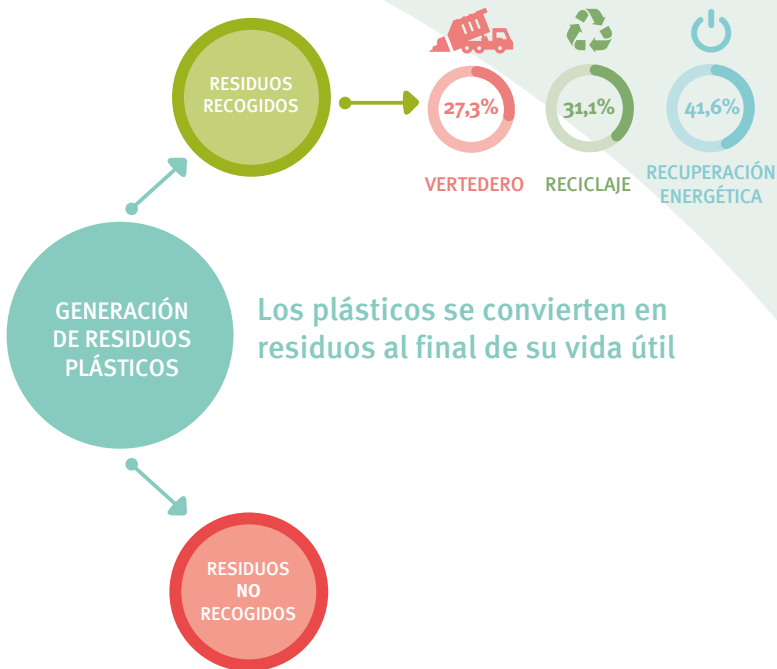 RESIDUOS
RECOGIDOS
27,3%
31,1%
41,6%
VERTEDERO
RECICLAJE
RECUPERACIÓN
ENERGÉTICA
GENERACIÓN
DE RESIDUOS
PLÁSTICOS
Los plásticos se convierten en
residuos al final de su vida útil
RESIDUOS
NO
RECOGIDOS